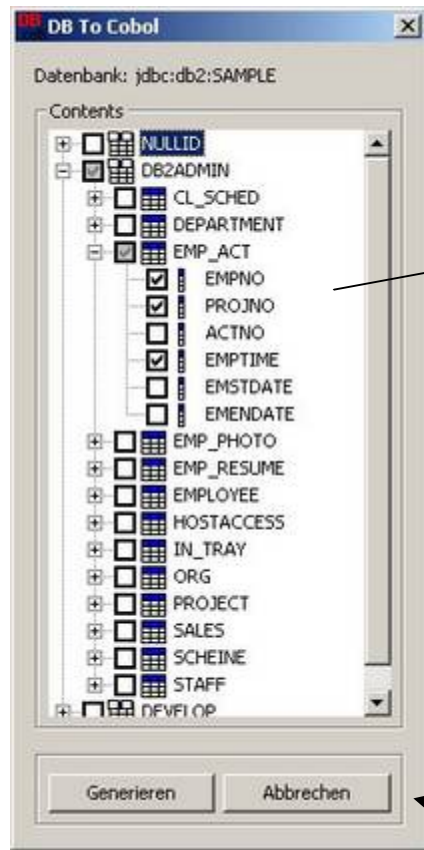 DB To Cobol
Datenbank: jdbc:db2:SAMPLE
Contents
NULLID
DB2ADMIN
CL_SCHED
DEPARTMENT
EMP_ACT
EMPNO
PROJNO
ACTNO
EMPTIME
EMSTDATE
EMENDATE
EMP_PHOTO
EMP_RESUME
EMPLOYEE
HOSTACCESS
IN_TRAY
ORG
PROJECT
SALES
SCHEINE
STAFF
DEVELOP
Generieren Abbrechen